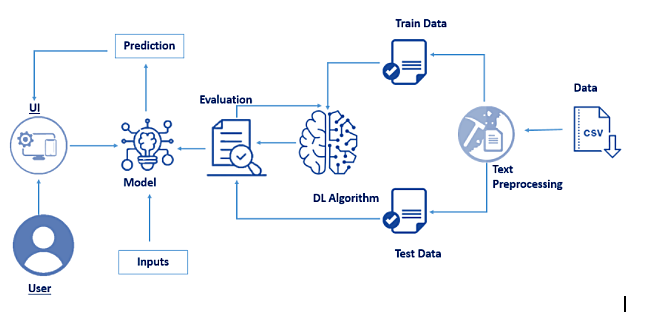 Train Data
Prediction
UI
Evaluation
Data
CSV
Model
DL Algorithm
Text
Preprocessing
Inputs
Test Data
User